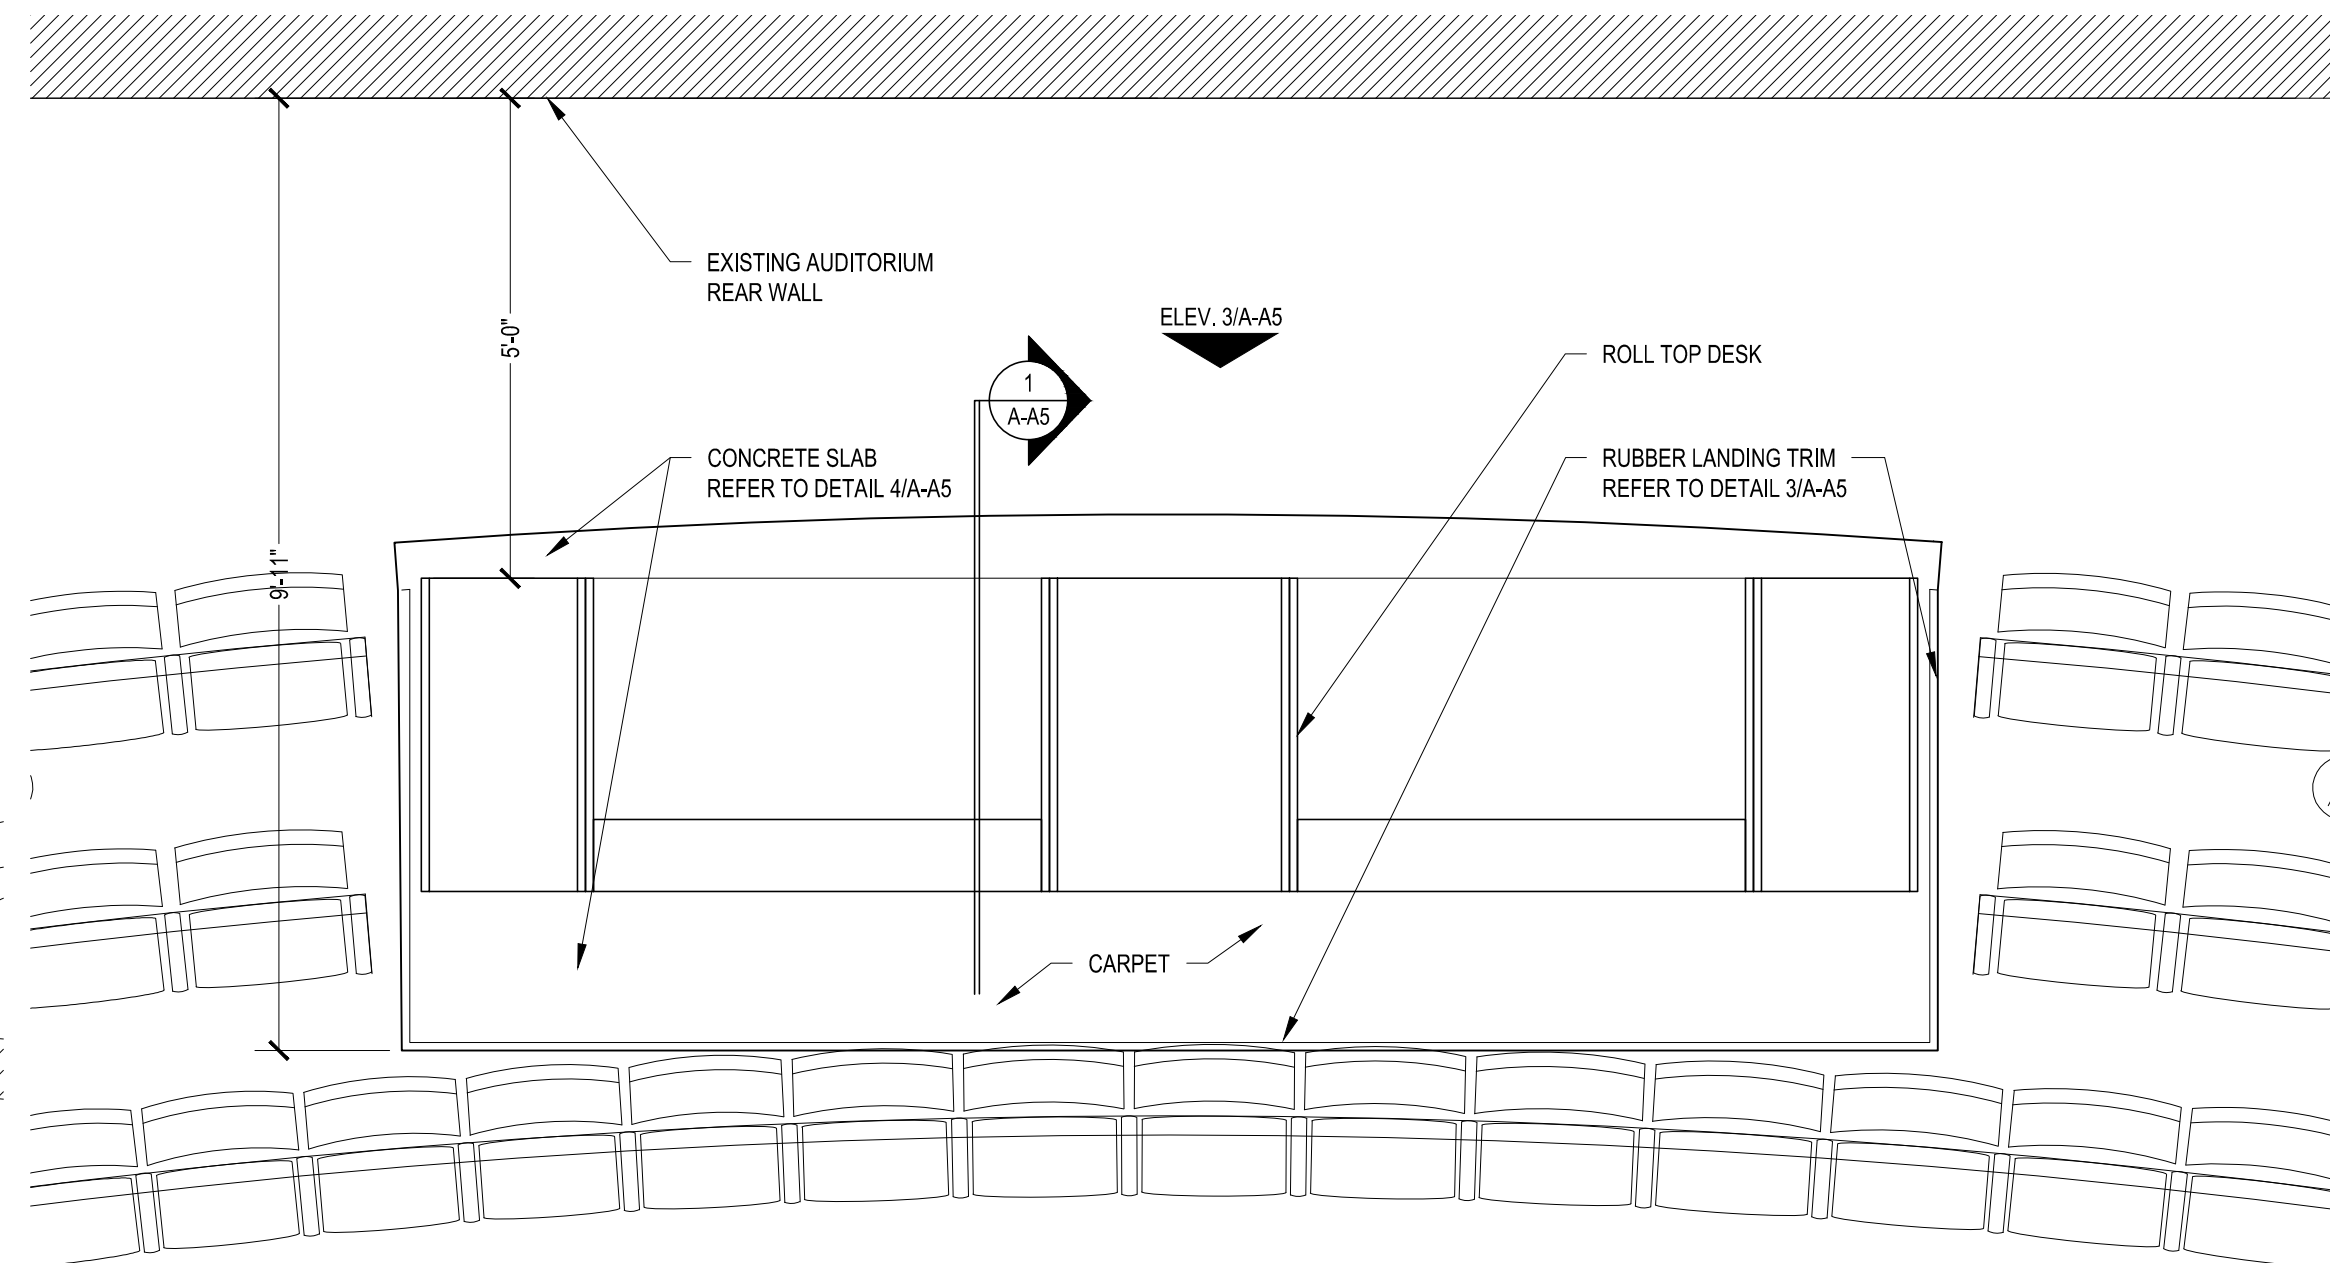 EXISTING AUDITORIUM
REAR WALL
5'-0"
ELEV. 3/A-A5
1
A-A5
ROLL TOP DESK
CONCRETE SLAB
REFER TO DETAIL 4/A-A5
RUBBER LANDING TRIM
REFER TO DETAIL 3/A-A5
9'-11"
CARPET